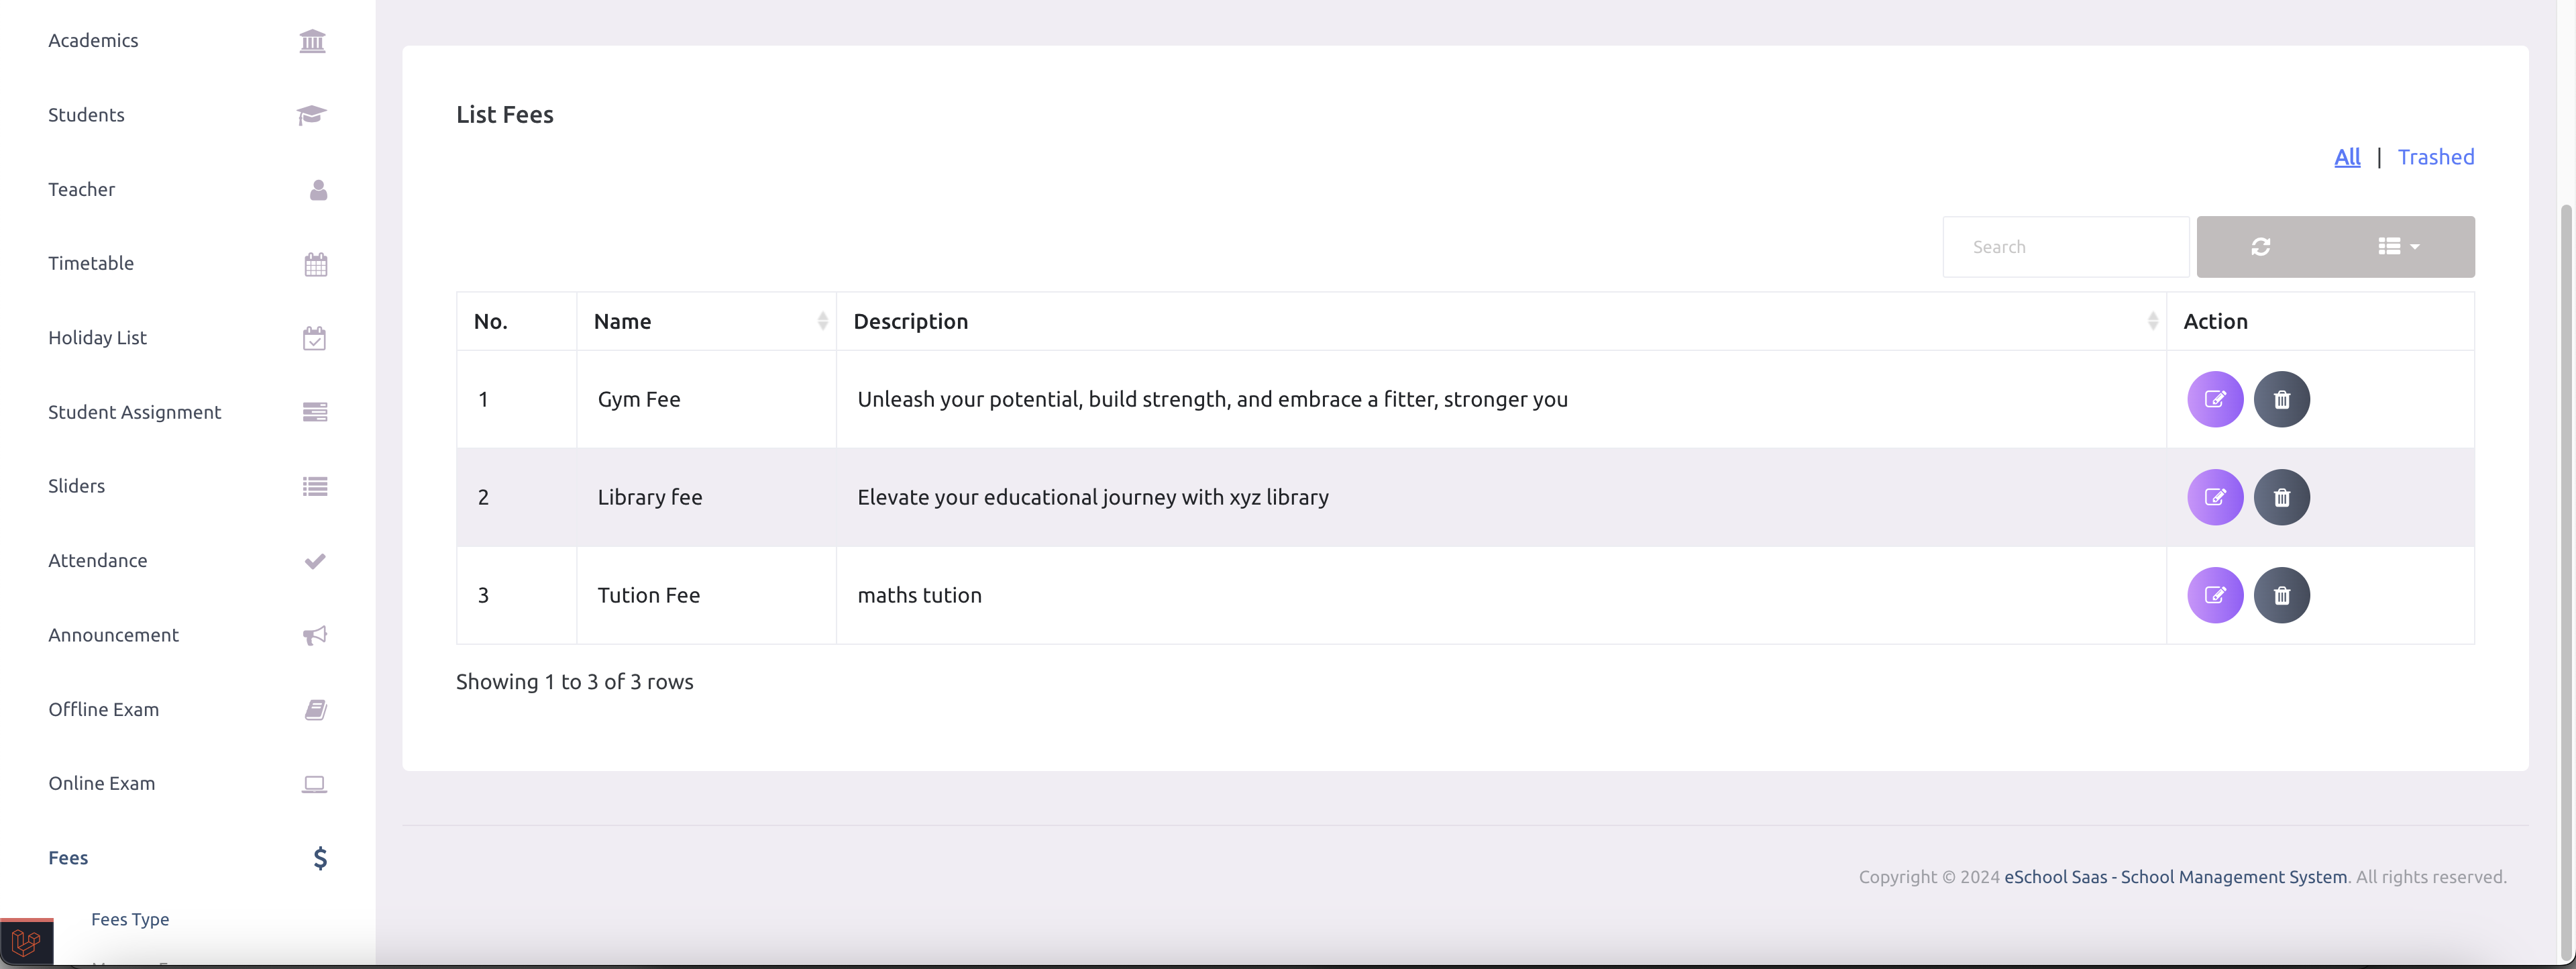 Academics
Students
Teacher
Timetable
Holiday List
Student Assignment
Sliders
Attendance
Announcement
Offline Exam
Online Exam
Fees
Fees Type
List Fees
All | Trashed
Search
No. Name Description Action
1 Gym Fee Unleash your potential, build strength, and embrace a fitter, stronger you
2 Library fee Elevate your educational journey with xyz library
3 Tution Fee maths tution
Showing 1 to 3 of 3 rows
Copyright © 2024 eSchool Saas - School Management System. All rights reserved.